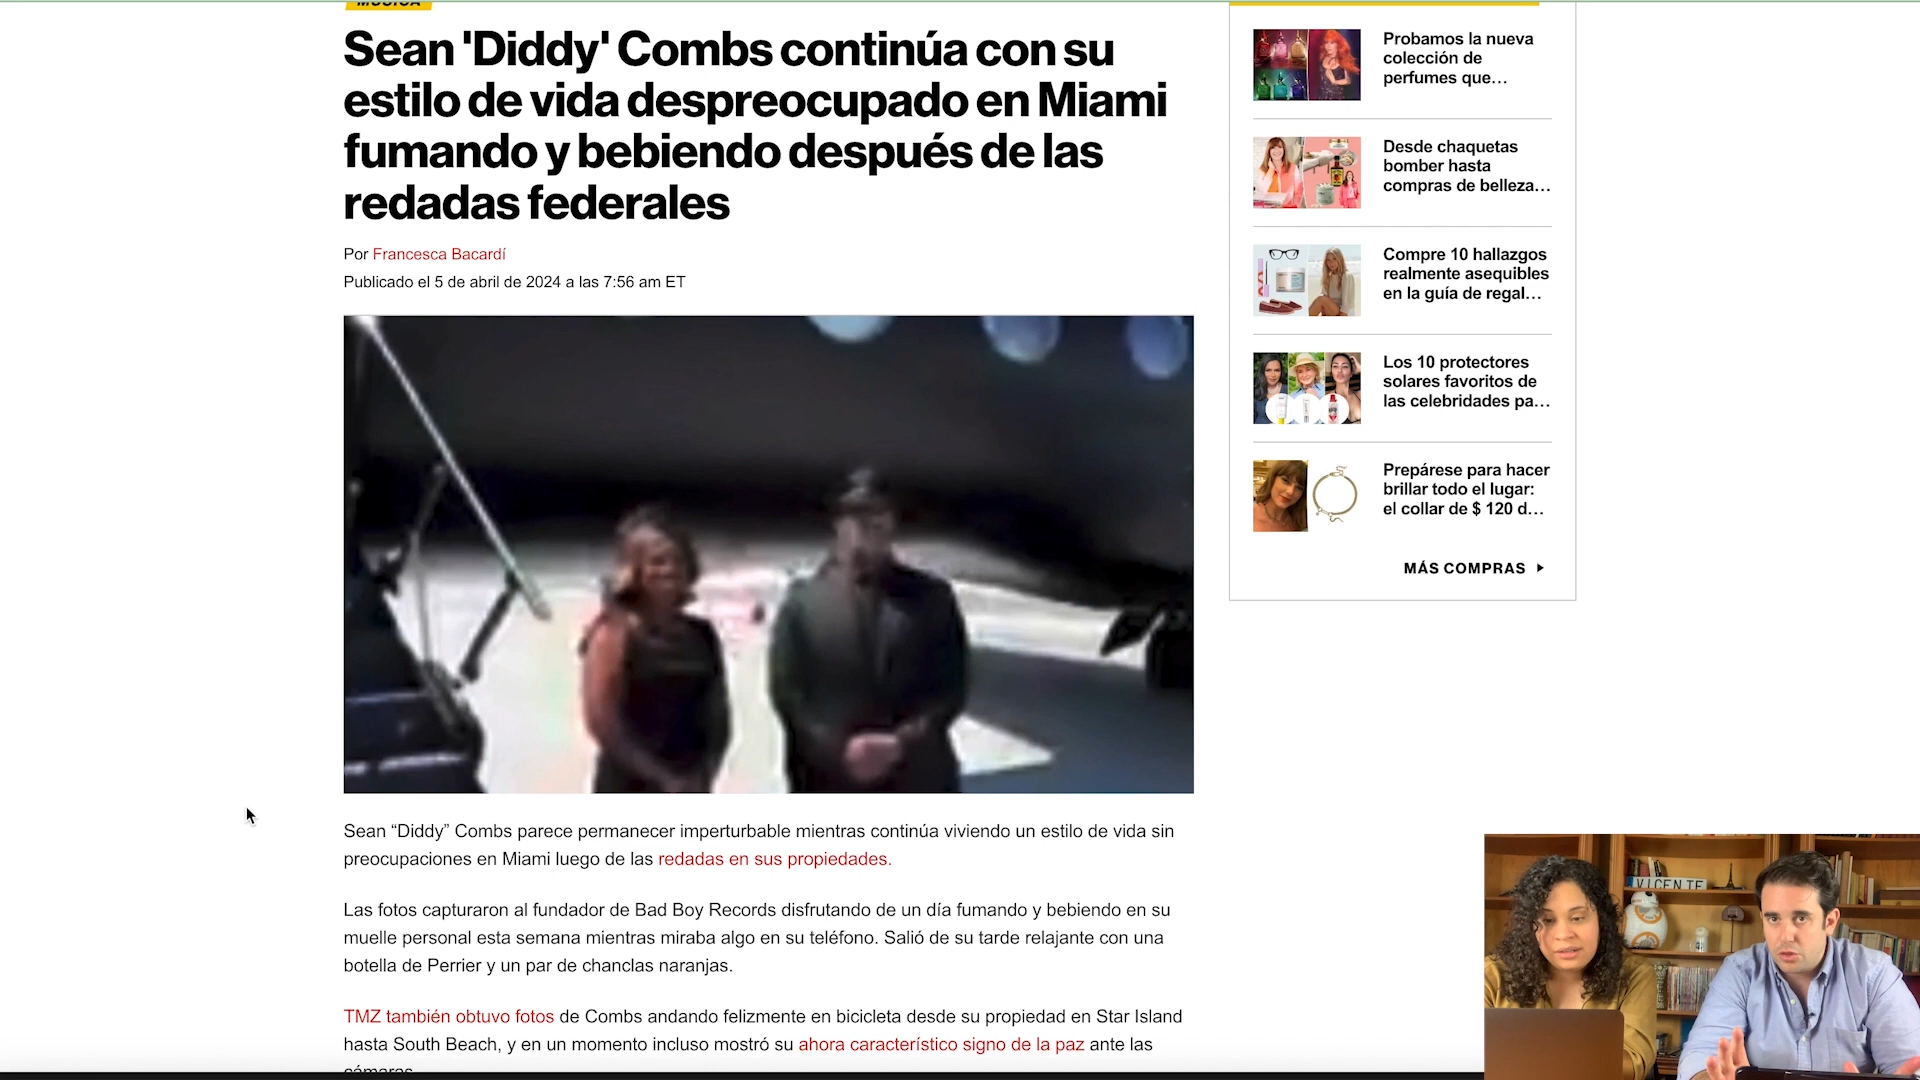 MÚSICA
Sean 'Diddy' Combs continúa con su
estilo de vida despreocupado en Miami
fumando y bebiendo después de las
redadas federales
Por Francesca Bacardí
Publicado el 5 de abril de 2024 a las 7:56 am ET
Sean “Diddy” Combs parece permanecer imperturbable mientras continúa viviendo un estilo de vida sin
preocupaciones en Miami luego de las redadas en sus propiedades.
Las fotos capturaron al fundador de Bad Boy Records disfrutando de un día fumando y bebiendo en su
muelle personal esta semana mientras miraba algo en su teléfono. Salió de su tarde relajante con una
botella de Perrier y un par de chanclas naranjas.
TMZ también obtuvo fotos de Combs andando felizmente en bicicleta desde su propiedad en Star Island
hasta South Beach, y en un momento incluso mostró su ahora característico signo de la paz ante las
cámaras.
Probamos la nueva
colección de
perfumes que…
Desde chaquetas
bomber hasta
compras de belleza…
Compre 10 hallazgos
realmente asequibles
en la guía de regal…
Los 10 protectores
solares favoritos de
las celebridades pa…
Prepárese para hacer
brillar todo el lugar:
el collar de $ 120 d…
MÁS COMPRAS
VICENTE